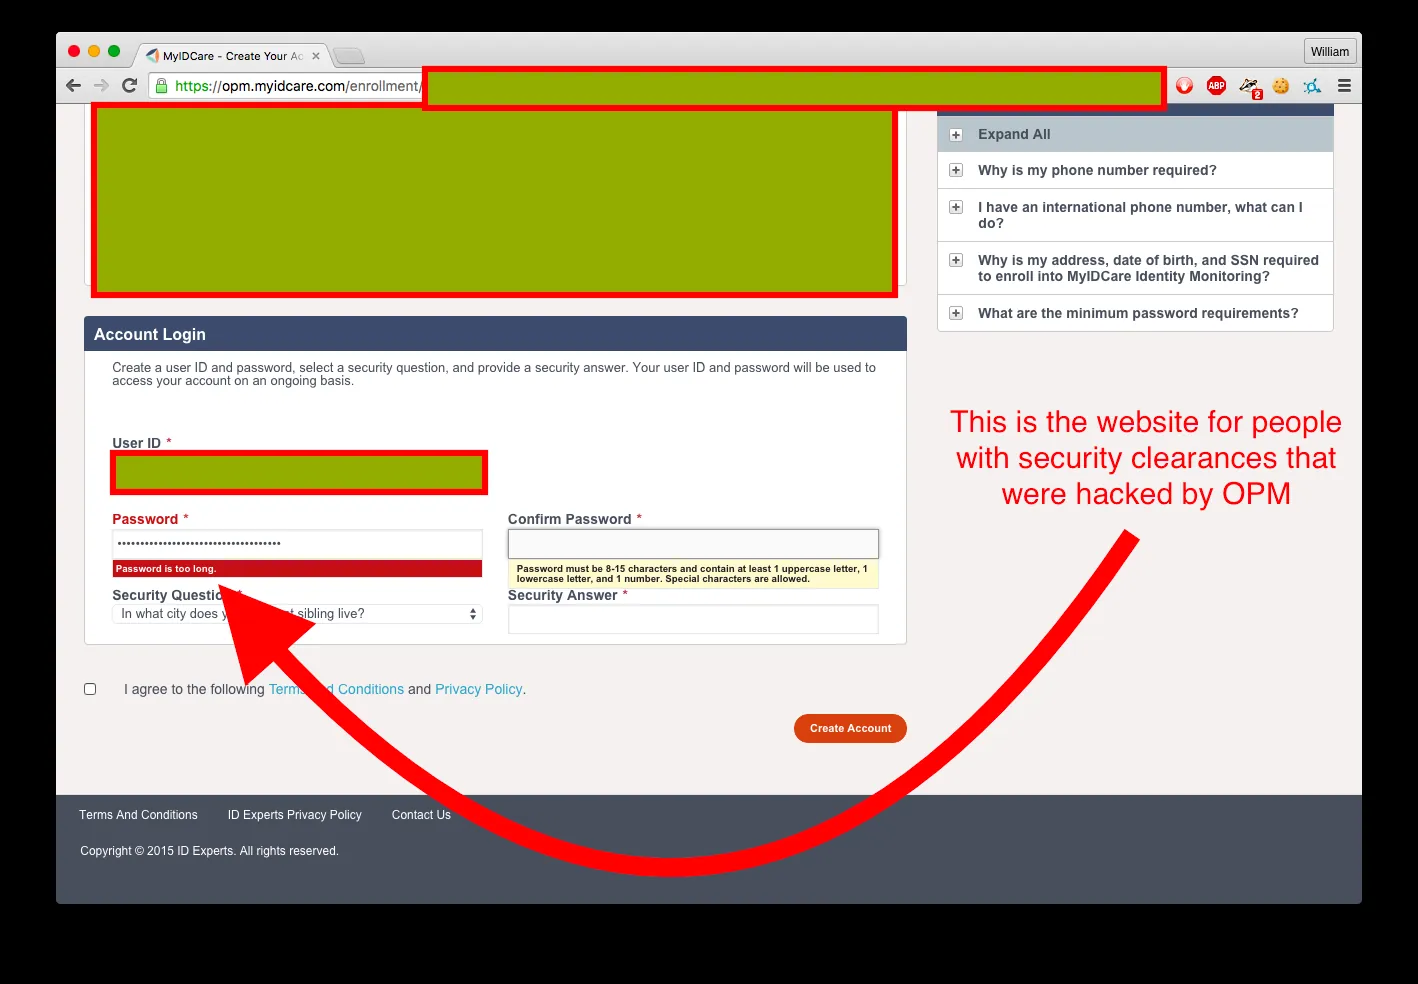 MyIDCare - Create Your Ac
William
https://opm.myidcare.com/enrollment/
ABP
2
Expand All
Why is my phone number required?
I have an international phone number, what can I
do?
Why is my address, date of birth, and SSN required
to enroll into MyIDCare Identity Monitoring?
What are the minimum password requirements?
Account Login
Create a user ID and password, select a security question, and provide a security answer. Your user ID and password will be used to
access your account on an ongoing basis.
This is the website for people
with security clearances that
were hacked by OPM
User ID *
Password *
Confirm Password *
Password is too long.
Password must be 8-15 characters and contain at least 1 uppercase letter, 1
lowercase letter, and 1 number. Special characters are allowed.
Security Question
Security Answer *
In what city does y t sibling live?
I agree to the following Terms and Conditions and Privacy Policy.
Create Account
Terms And Conditions
ID Experts Privacy Policy
Contact Us
Copyright © 2015 ID Experts. All rights reserved.